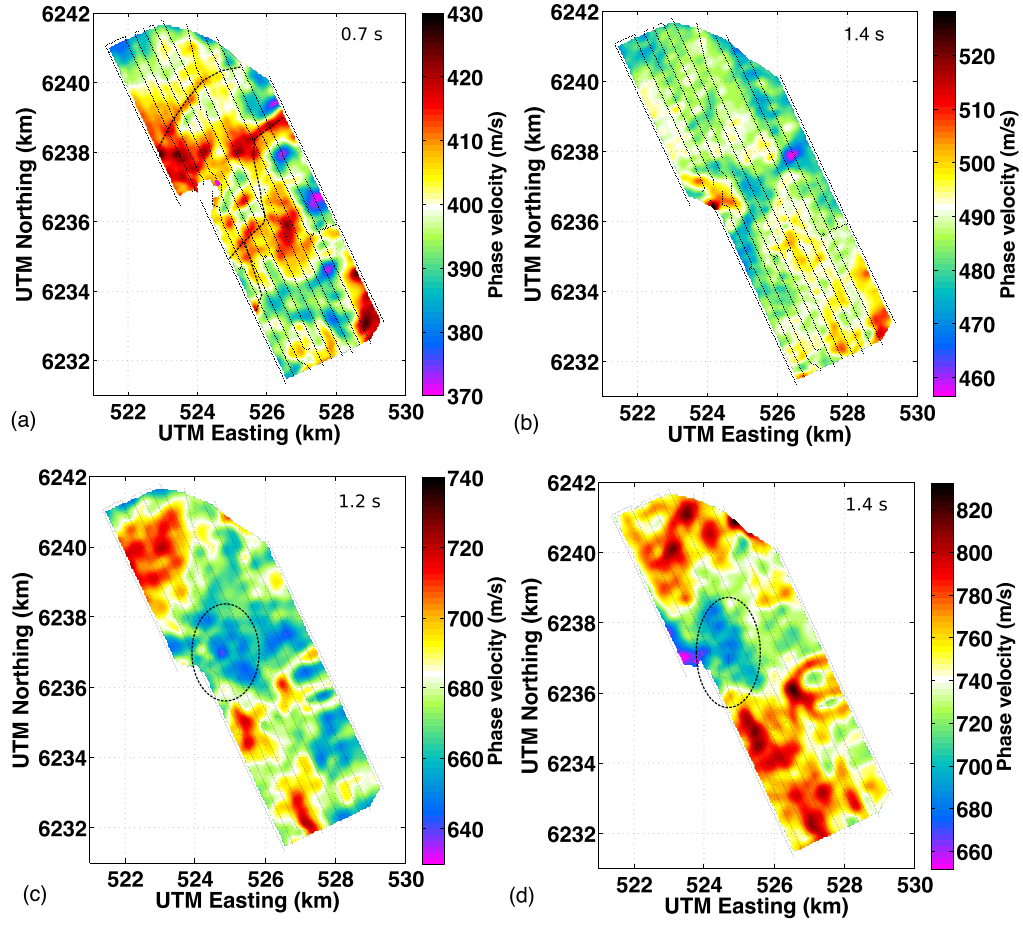 6242
6240
6238
6236
6234
6232
UTM Northing (km)
522 524 526 528 530
UTM Easting (km)
0.7 s
430
420
410
400
390
380
370
Phase velocity (m/s)
(a)
6242
6240
6238
6236
6234
6232
UTM Northing (km)
522 524 526 528 530
UTM Easting (km)
1.4 s
520
510
500
490
480
470
460
Phase velocity (m/s)
(b)
6242
6240
6238
6236
6234
6232
UTM Northing (km)
522 524 526 528 530
UTM Easting (km)
1.2 s
740
720
700
680
660
640
Phase velocity (m/s)
(c)
6242
6240
6238
6236
6234
6232
UTM Northing (km)
522 524 526 528 530
UTM Easting (km)
1.4 s
820
800
780
760
740
720
700
680
660
Phase velocity (m/s)
(d)